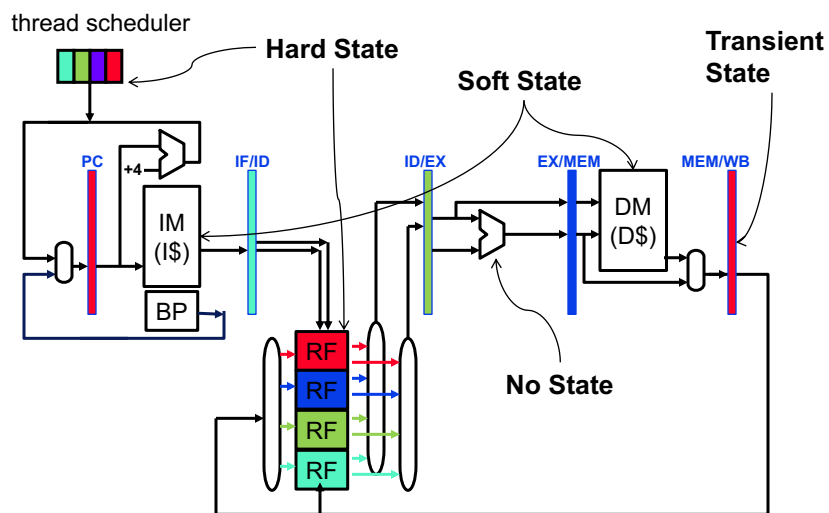 thread scheduler
Hard State
Transient
State
Soft State
PC
IF/ID
ID/EX
EX/MEM
MEM/WB
+4
IM
(I$)
DM
(D$)
BP
RF
RF
RF
RF
No State